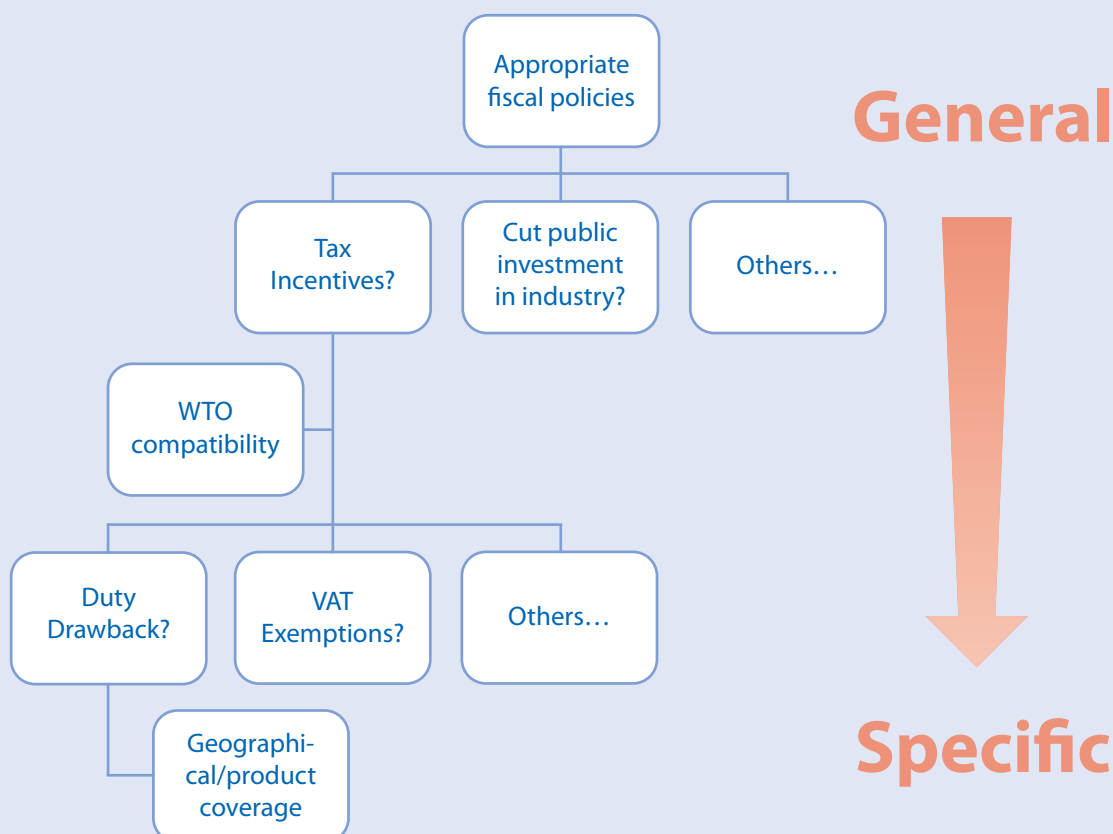 Appropriate
fiscal policies
General
Tax
Incentives?
Cut public
investment
in industry?
Others…
WTO
compatibility
Duty
Drawback?
VAT
Exemptions?
Others…
Geographi-
cal/product
coverage
Specific